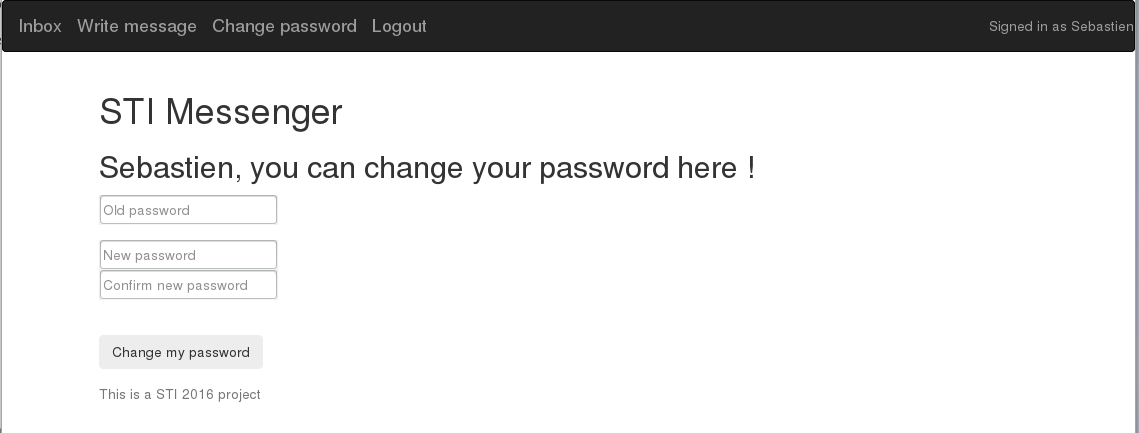 Inbox Write message Change password Logout Signed in as Sebastien
STI Messenger
Sebastien, you can change your password here !
Old password
New password
Confirm new password
Change my password
This is a STI 2016 project